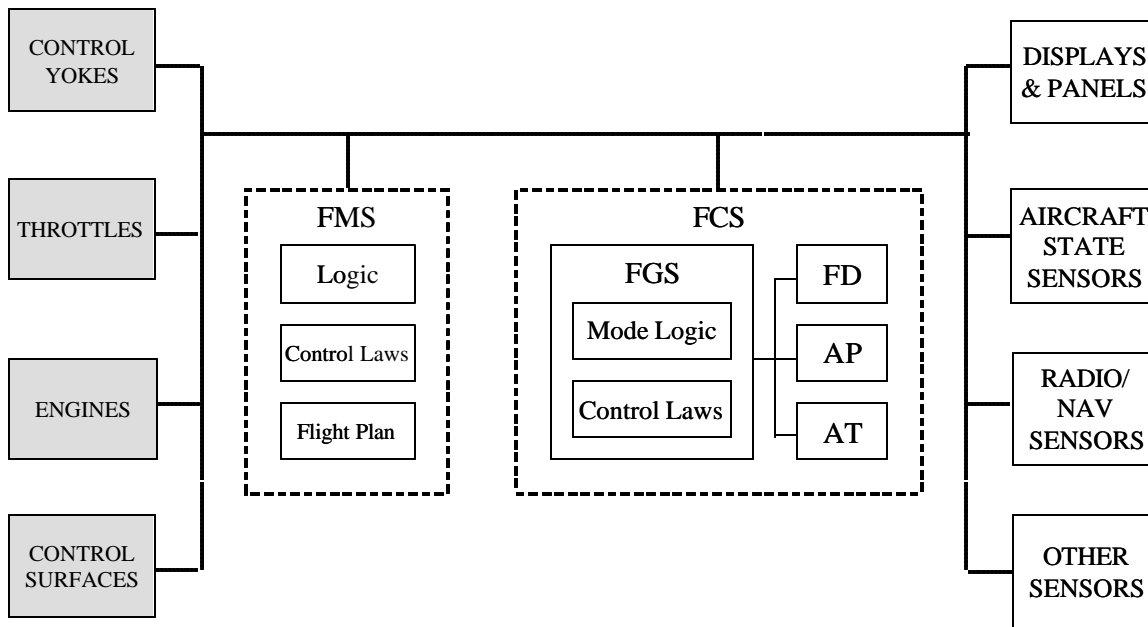 CONTROL
YOKES
THROTTLES
ENGINES
CONTROL
SURFACES
FMS
Logic
Control Laws
Flight Plan
FCS
FGS
Mode Logic
Control Laws
FD
AP
AT
DISPLAYS
& PANELS
AIRCRAFT
STATE
SENSORS
RADIO/
NAV
SENSORS
OTHER
SENSORS